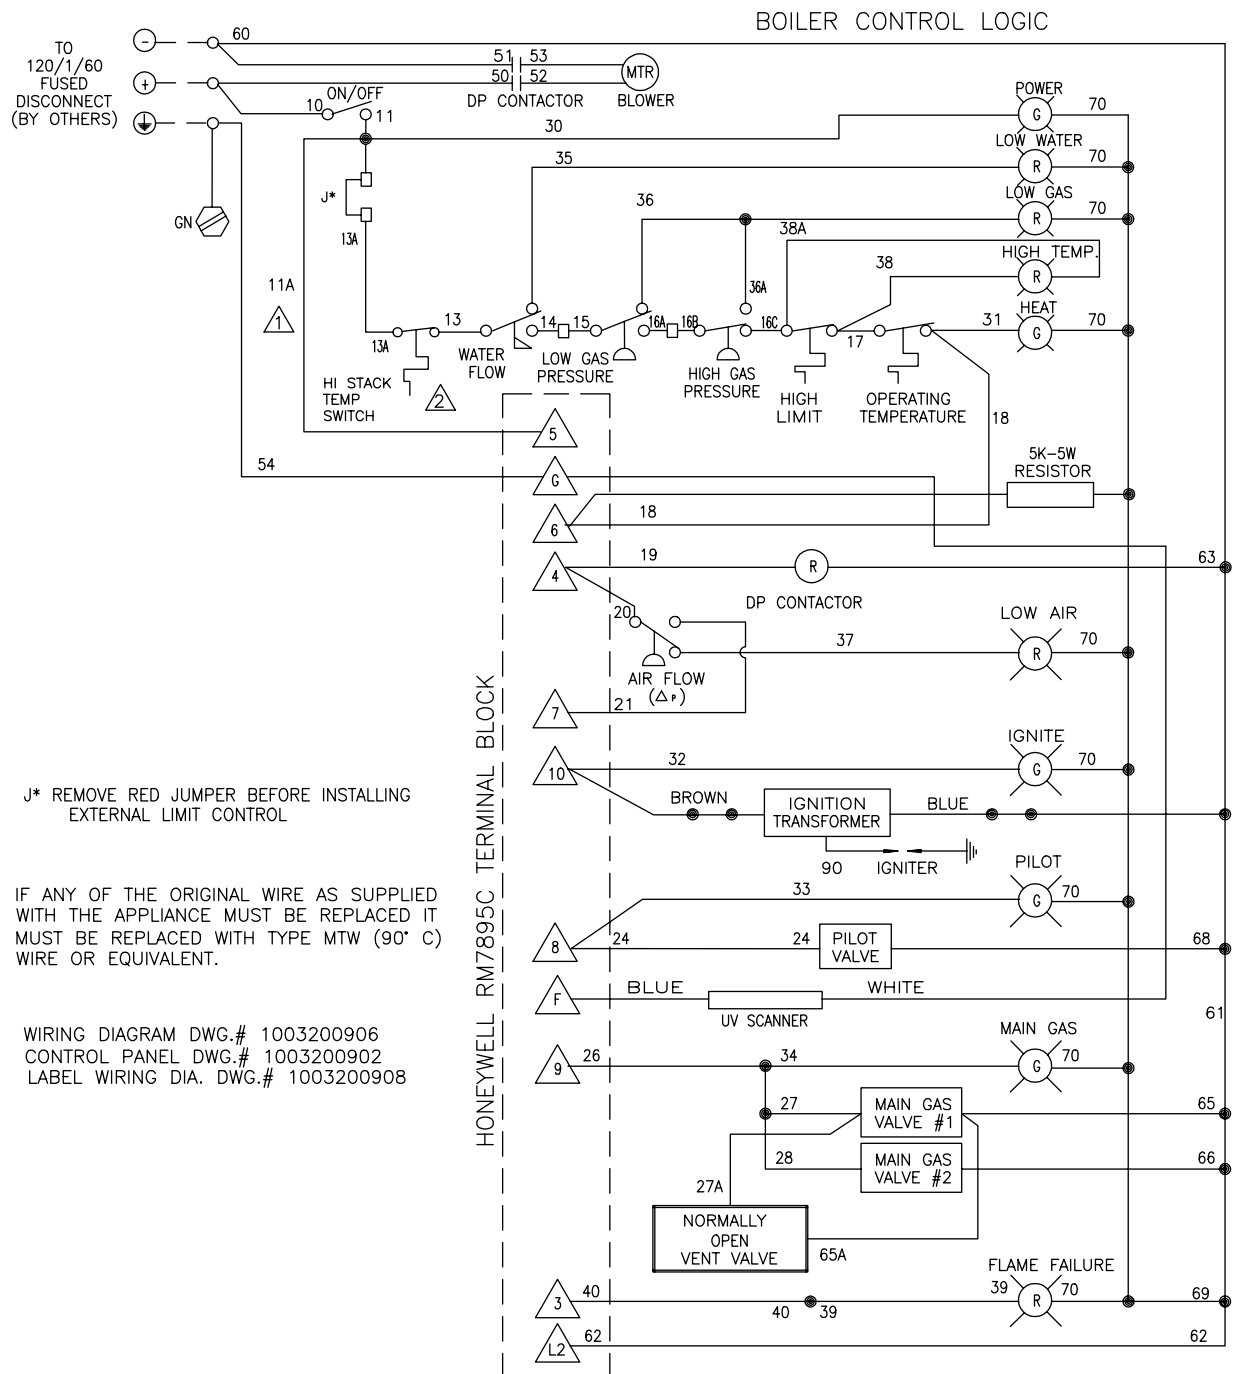 BOILER CONTROL LOGIC
60
TO
120/1/60
FUSED
DISCONNECT
(BY OTHERS)
-
+
51 53
50 52
DP CONTACTOR
MTR
BLOWER
ON/OFF
10
11
POWER
G
70
30
LOW WATER
R
70
35
LOW GAS
R
70
36
38A
J*
GN
13A
HIGH TEMP.
R
38
36A
11A
1
HEAT
G
31
70
13A
13
14
15
16A
16B
16C
17
WATER
FLOW
LOW GAS
PRESSURE
HIGH GAS
PRESSURE
HIGH
LIMIT
OPERATING
TEMPERATURE
HI STACK
TEMP
SWITCH
2
18
5
54
G
5K-5W
RESISTOR
6
18
4
19
R
63
DP CONTACTOR
20
LOW AIR
37
R
70
AIR FLOW
(△ P)
7
21
IGNITE
10
32
G
70
BROWN
IGNITION
TRANSFORMER
BLUE
90
IGNITER
J* REMOVE RED JUMPER BEFORE INSTALLING
EXTERNAL LIMIT CONTROL
PILOT
33
G
70
IF ANY OF THE ORIGINAL WIRE AS SUPPLIED
WITH THE APPLIANCE MUST BE REPLACED IT
MUST BE REPLACED WITH TYPE MTW (90° C)
WIRE OR EQUIVALENT.
8
24
24
PILOT
VALVE
68
F
BLUE
WHITE
UV SCANNER
61
HONEYWELL RM7895C TERMINAL BLOCK
WIRING DIAGRAM DWG.# 1003200906
CONTROL PANEL DWG.# 1003200902
LABEL WIRING DIA. DWG.# 1003200908
MAIN GAS
9
26
34
G
70
27
MAIN GAS
VALVE #1
65
28
MAIN GAS
VALVE #2
66
27A
NORMALLY
OPEN
VENT VALVE
65A
FLAME FAILURE
3
40
40
39
39
R
70
69
L2
62
62